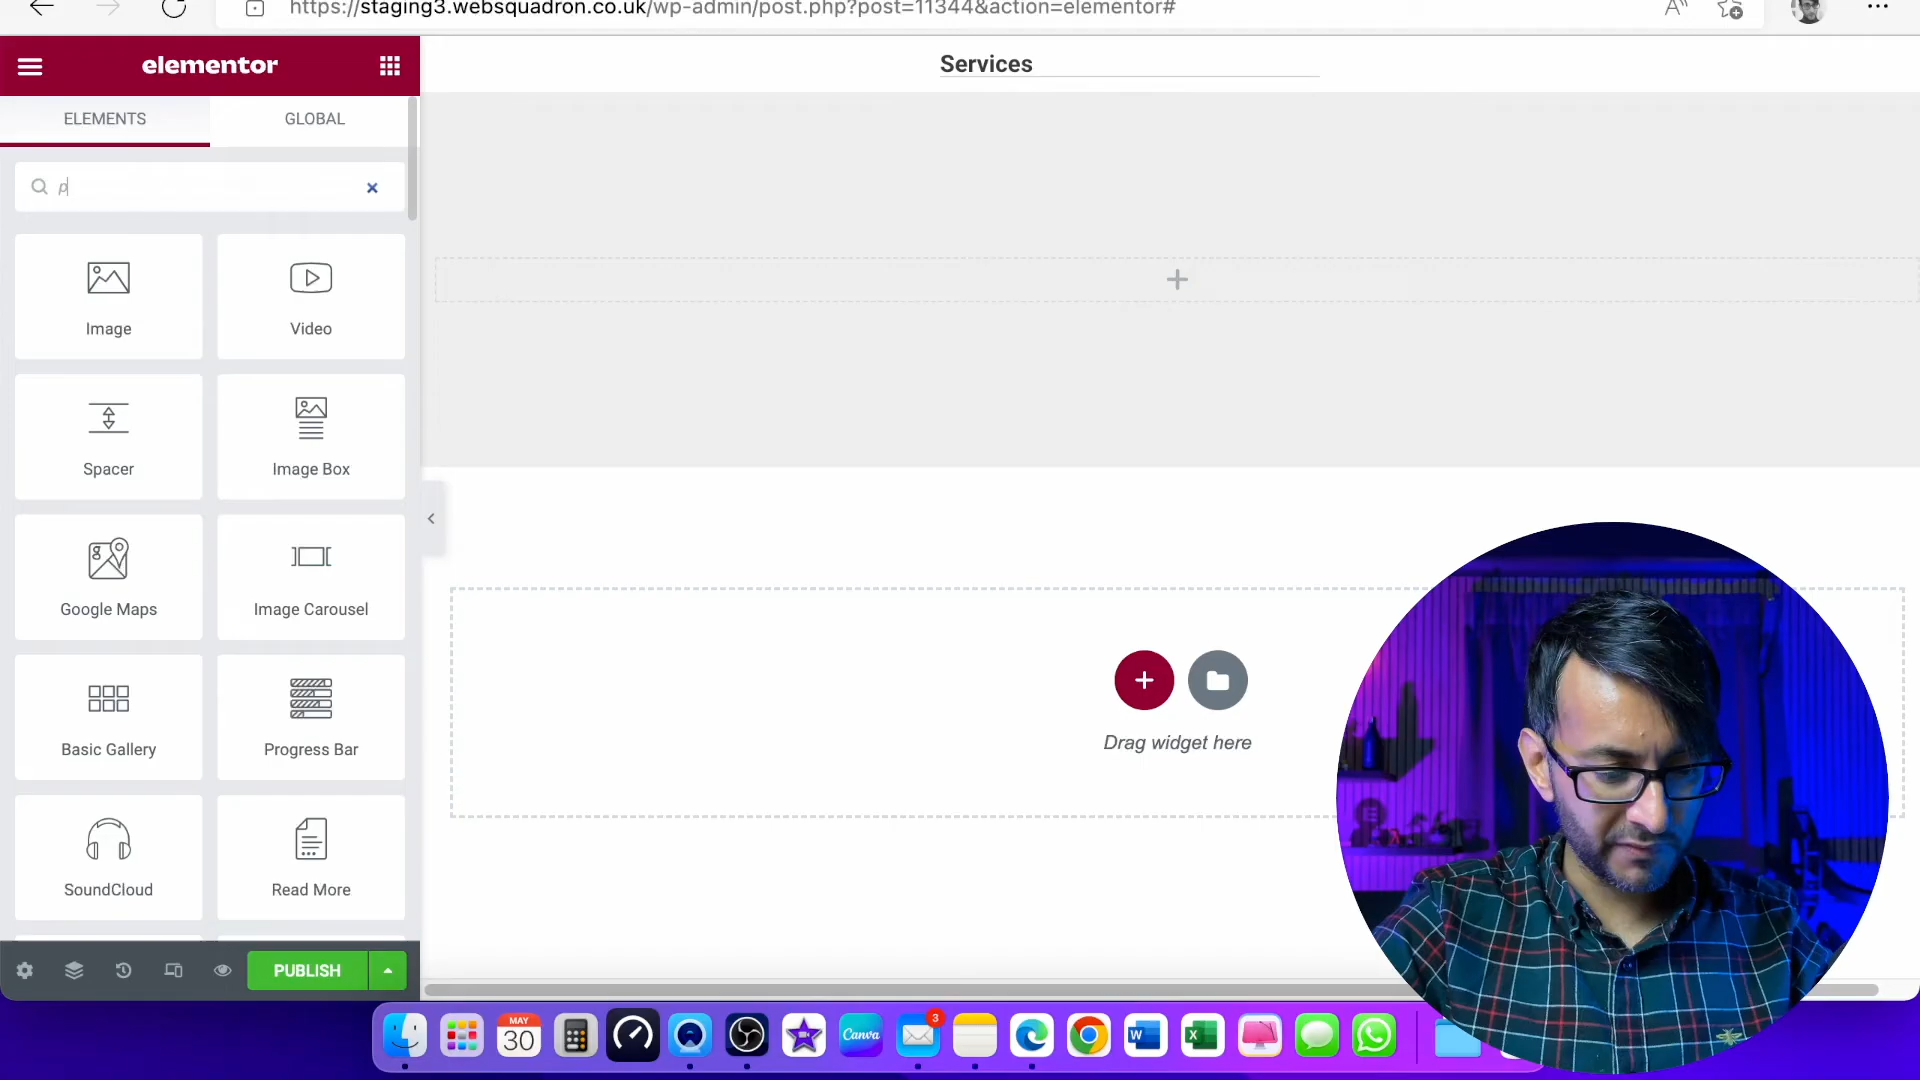 https://staging3.websquadron.co.uk/wp-admin/post.php?post=11344&action=elementor#
elementor
Services
ELEMENTS
GLOBAL
p
Image
Video
Spacer
Image Box
Google Maps
Image Carousel
Basic Gallery
Progress Bar
SoundCloud
Read More
Drag widget here
PUBLISH
MAY
30
Canva
3
W
X